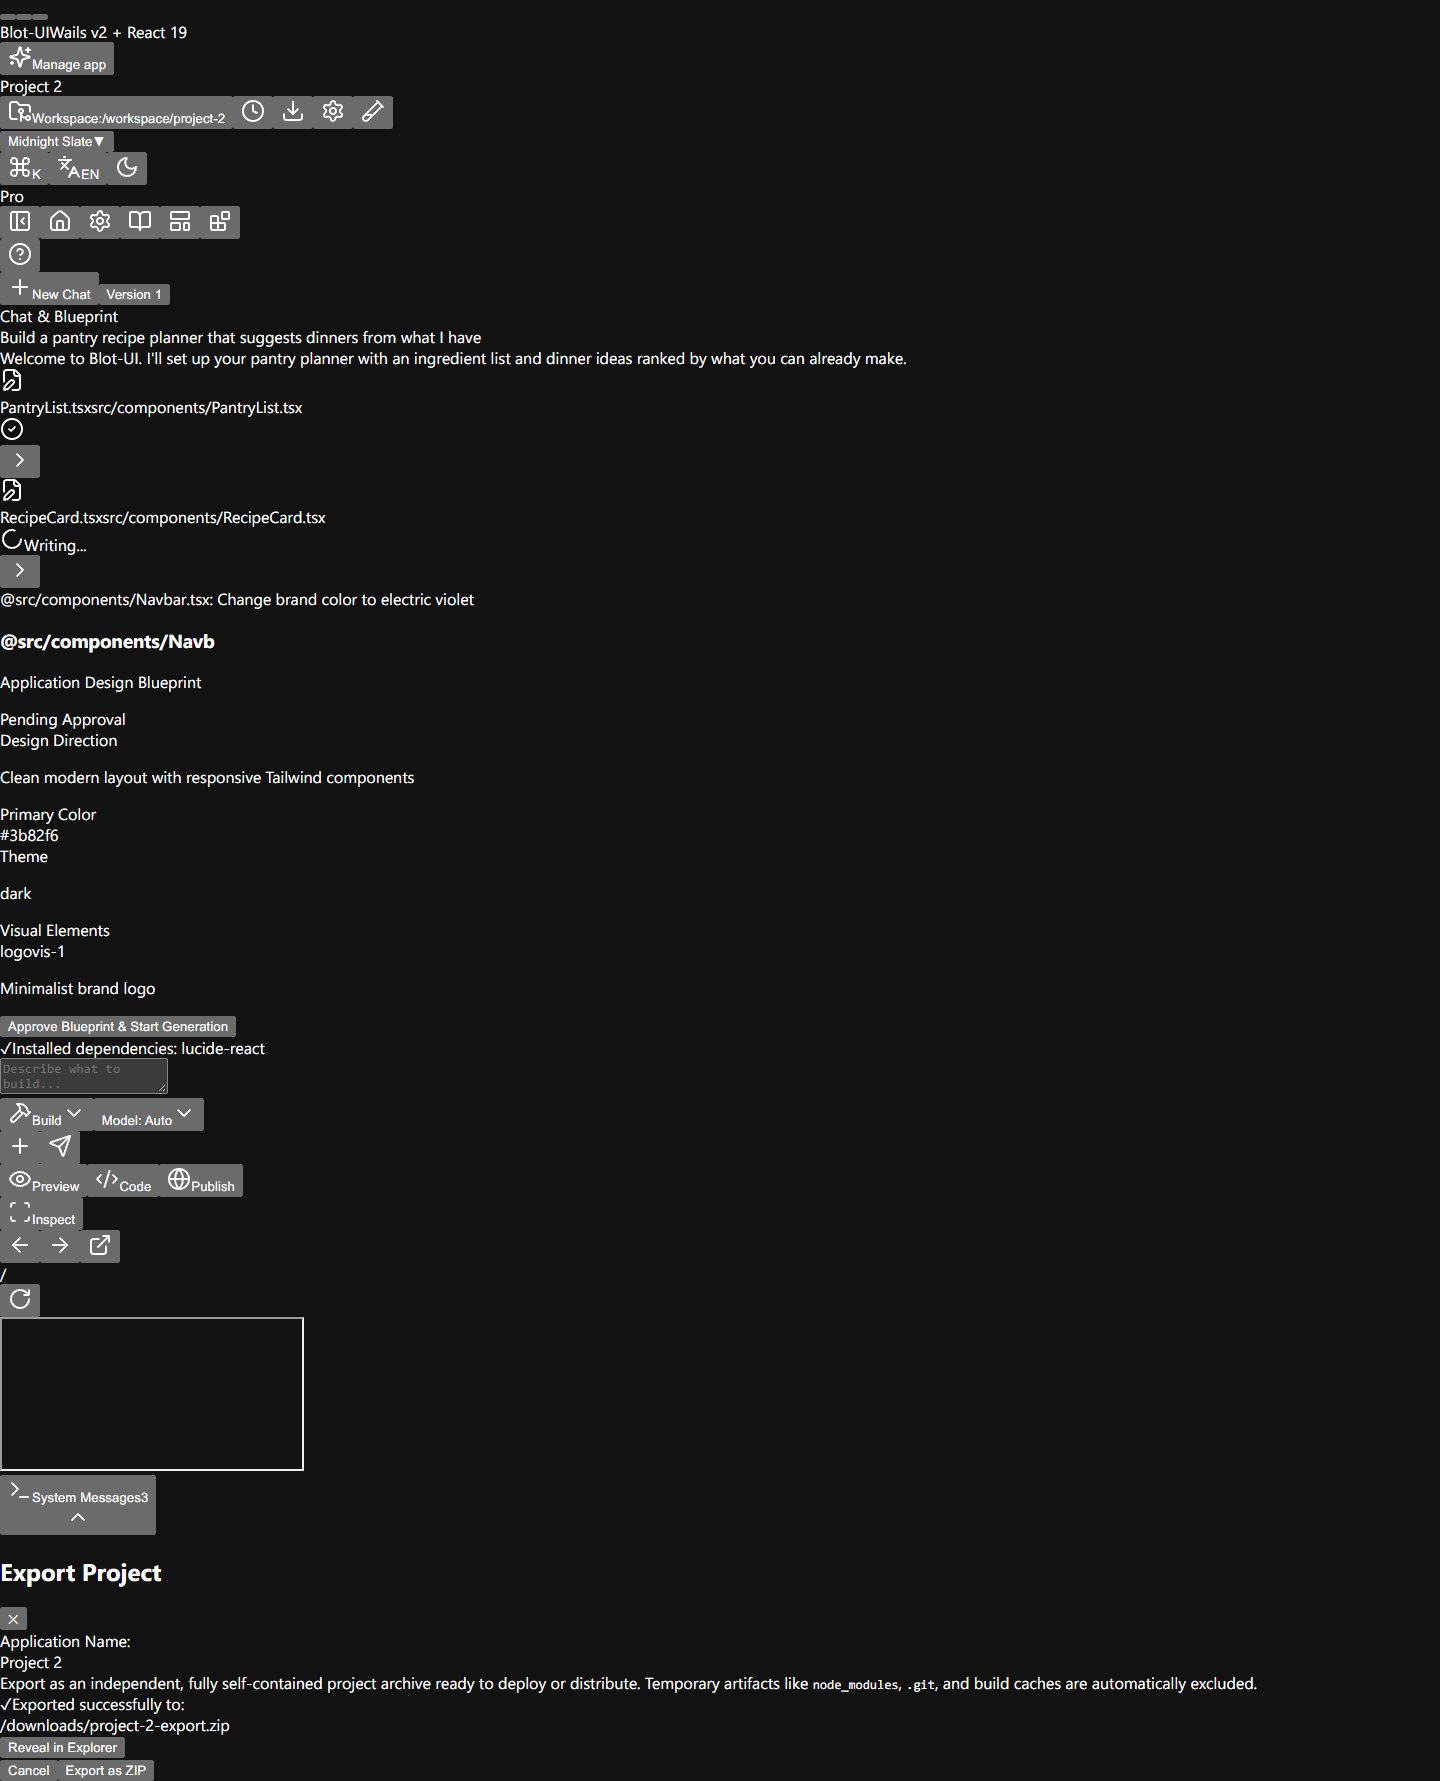 Blot-UIWails v2 + React 19
Manage app
Project 2
Workspace:/workspace/project-2
Midnight Slate▼
K EN
Pro
New Chat Version 1
Chat & Blueprint
Build a pantry recipe planner that suggests dinners from what I have
Welcome to Blot-UI. I'll set up your pantry planner with an ingredient list and dinner ideas ranked by what you can already make.
PantryList.tsxsrc/components/PantryList.tsx
RecipeCard.tsxsrc/components/RecipeCard.tsx
Writing...
@src/components/Navbar.tsx: Change brand color to electric violet
@src/components/Navb
Application Design Blueprint
Pending Approval
Design Direction
Clean modern layout with responsive Tailwind components
Primary Color
#3b82f6
Theme
dark
Visual Elements
logovis-1
Minimalist brand logo
Approve Blueprint & Start Generation
✓Installed dependencies: lucide-react
Describe what to
build...
Build Model: Auto
Preview Code Publish
Inspect
/
System Messages3
Export Project
×
Application Name:
Project 2
Export as an independent, fully self-contained project archive ready to deploy or distribute. Temporary artifacts like node_modules, .git, and build caches are automatically excluded.
✓Exported successfully to:
/downloads/project-2-export.zip
Reveal in Explorer
Cancel Export as ZIP